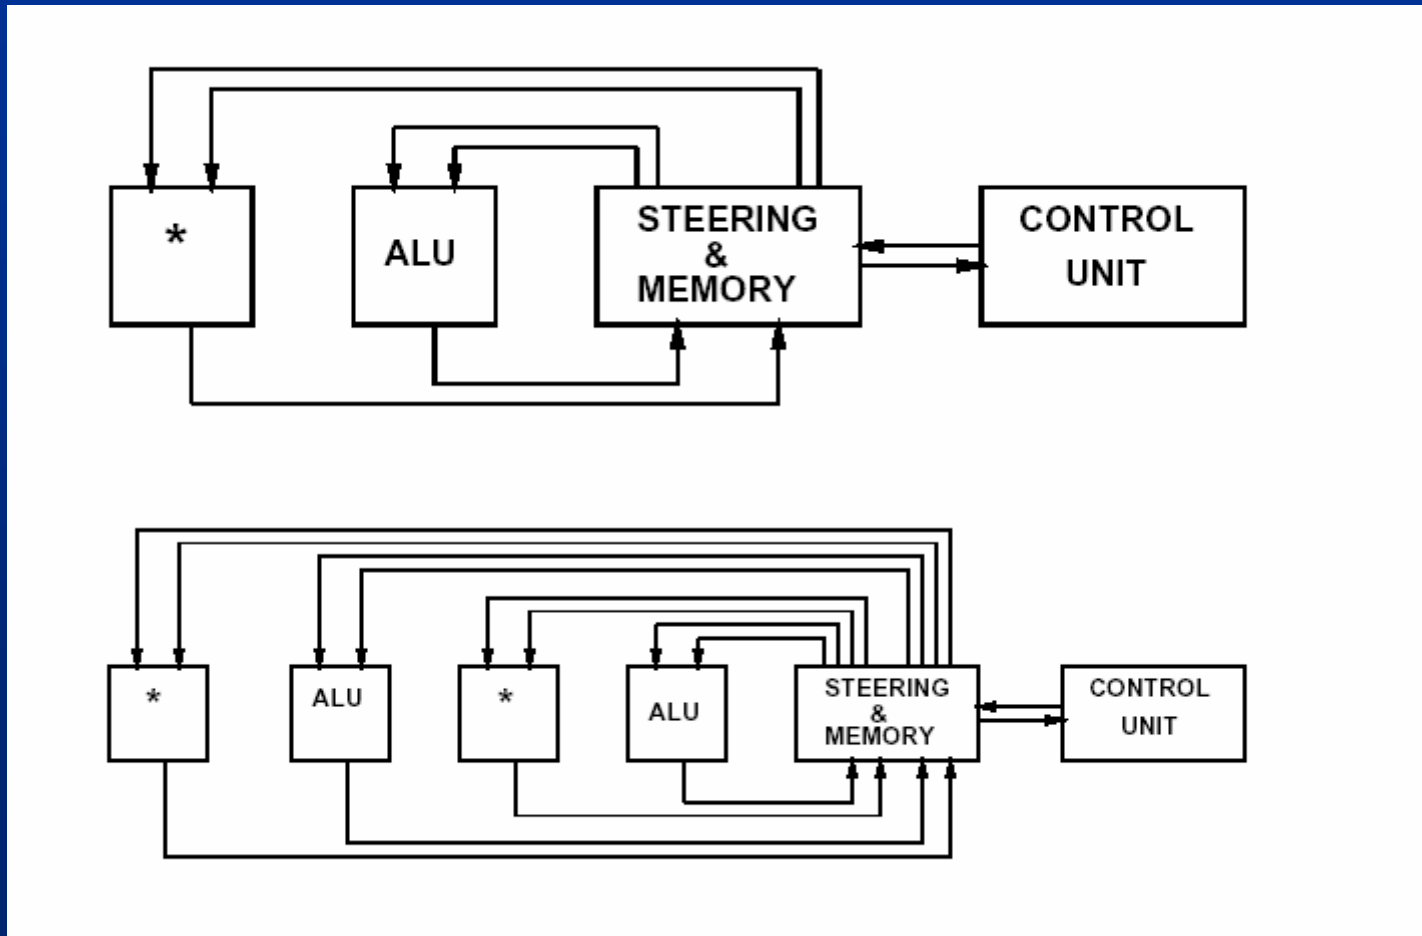 *
ALU
STEERING
&
MEMORY
CONTROL
UNIT
*
ALU
*
ALU
STEERING
&
MEMORY
CONTROL
UNIT